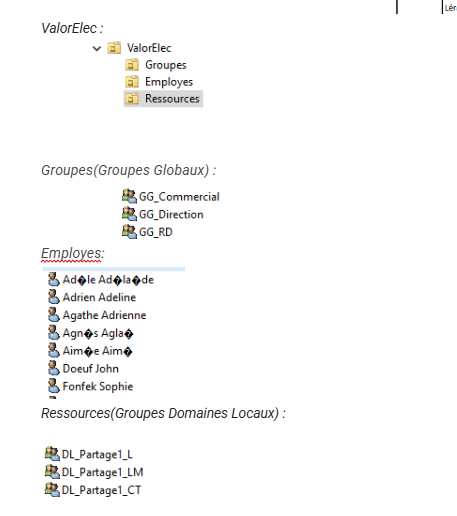 Lér
ValorElec :
ValorElec
Groupes
Employes
Ressources
Groupes(Groupes Globaux) :
GG_Commercial
GG_Direction
GG_RD
Employes:
Ad�le Ad�la�de
Adrien Adeline
Agathe Adrienne
Agn�s Agla�
Aim�e Aim�
Doeuf John
Fonfek Sophie
Ressources(Groupes Domaines Locaux) :
DL_Partage1_L
DL_Partage1_LM
DL_Partage1_CT